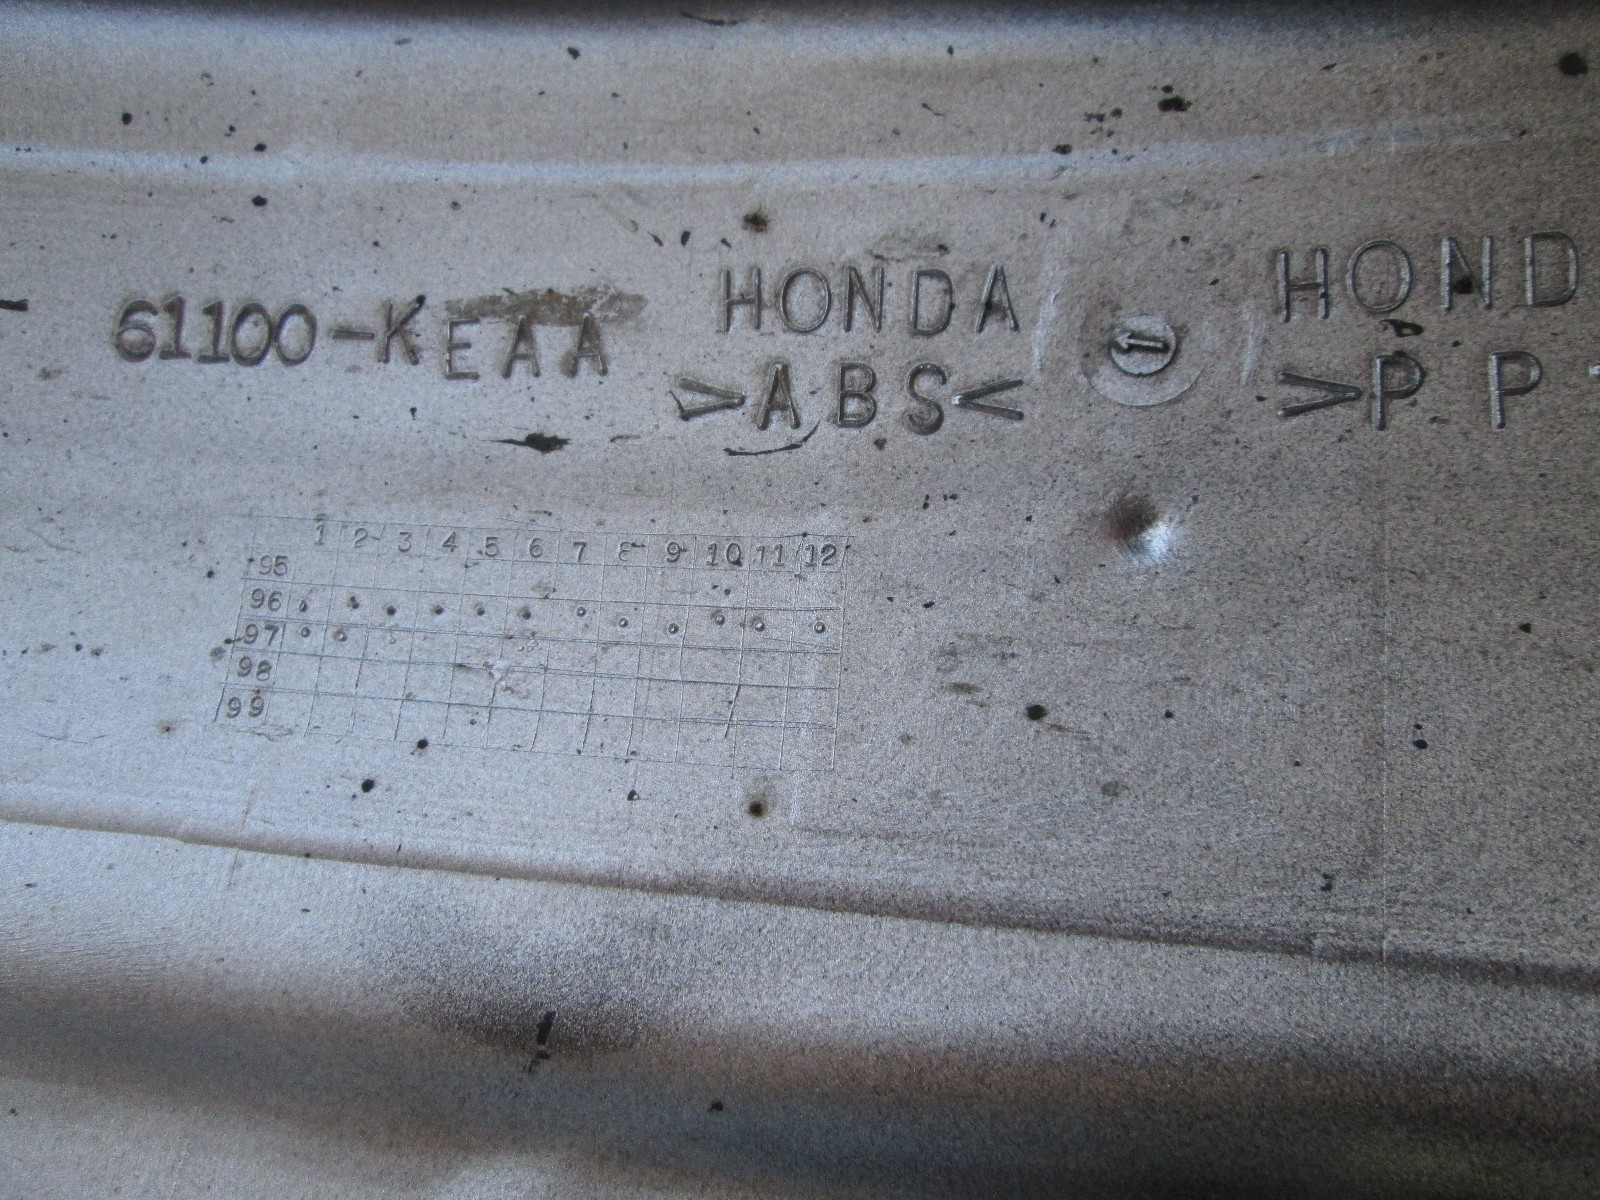 61100-KEAA
HONDA
>ABS<
HOND
>PP
1 2 3 4 5 6 7 8 9 10 11 12
95
96
97
98
99